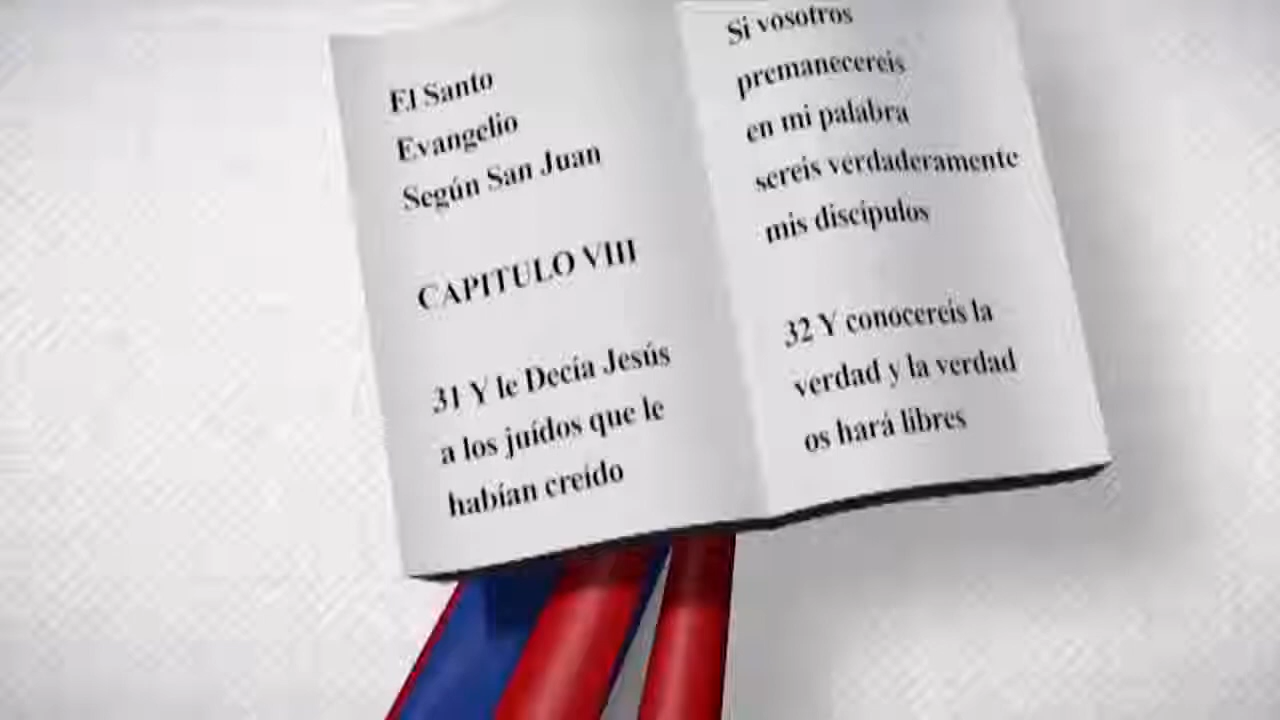 El Santo
Evangelio
Según San Juan
CAPITULO VIII
31 Y le Decía Jesús
a los juídos que le
habían creído
Si vosotros
premanecereis
en mi palabra
sereis verdaderamente
mis discípulos
32 Y conocereis la
verdad y la verdad
os hará libres